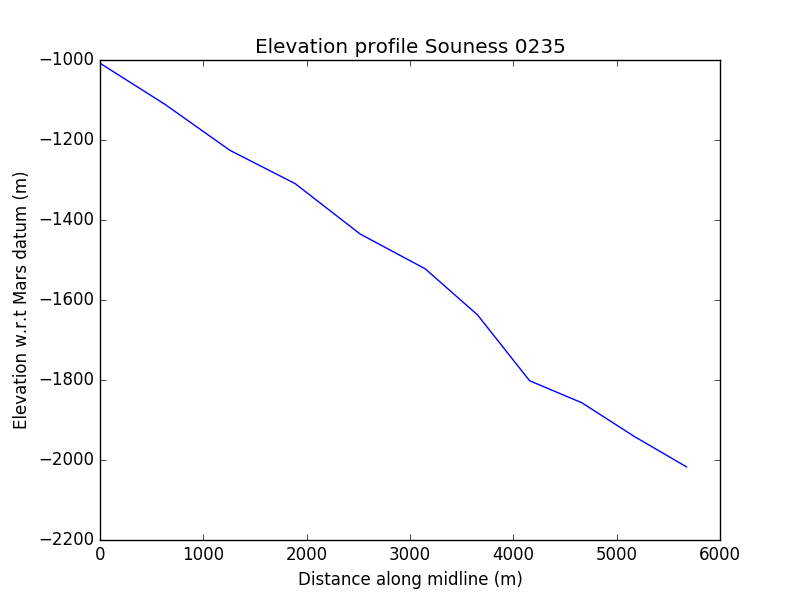 Elevation profile Souness 0235
−1000
−1200
−1400
−1600
−1800
−2000
−2200
Elevation w.r.t Mars datum (m)
0 1000 2000 3000 4000 5000 6000
Distance along midline (m)